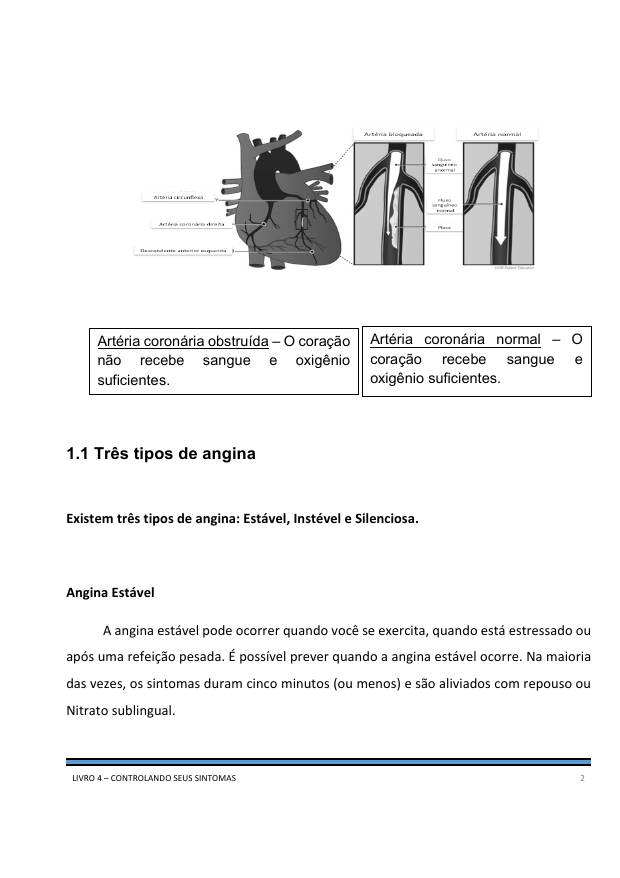 Artéria bloqueada
Artéria normal
Fluxo
sanguíneo
anormal
Artéria circunflexa
Fluxo
sanguíneo
normal
Artéria coronária direita
Placa
Descendente anterior esquerda
UHN Patient Education
Artéria coronária obstruída – O coração
não recebe sangue e oxigênio
suficientes.
Artéria coronária normal – O
coração recebe sangue e
oxigênio suficientes.
1.1 Três tipos de angina
Existem três tipos de angina: Estável, Instével e Silenciosa.
Angina Estável
A angina estável pode ocorrer quando você se exercita, quando está estressado ou
após uma refeição pesada. É possível prever quando a angina estável ocorre. Na maioria
das vezes, os sintomas duram cinco minutos (ou menos) e são aliviados com repouso ou
Nitrato sublingual.
LIVRO 4 – CONTROLANDO SEUS SINTOMAS
2